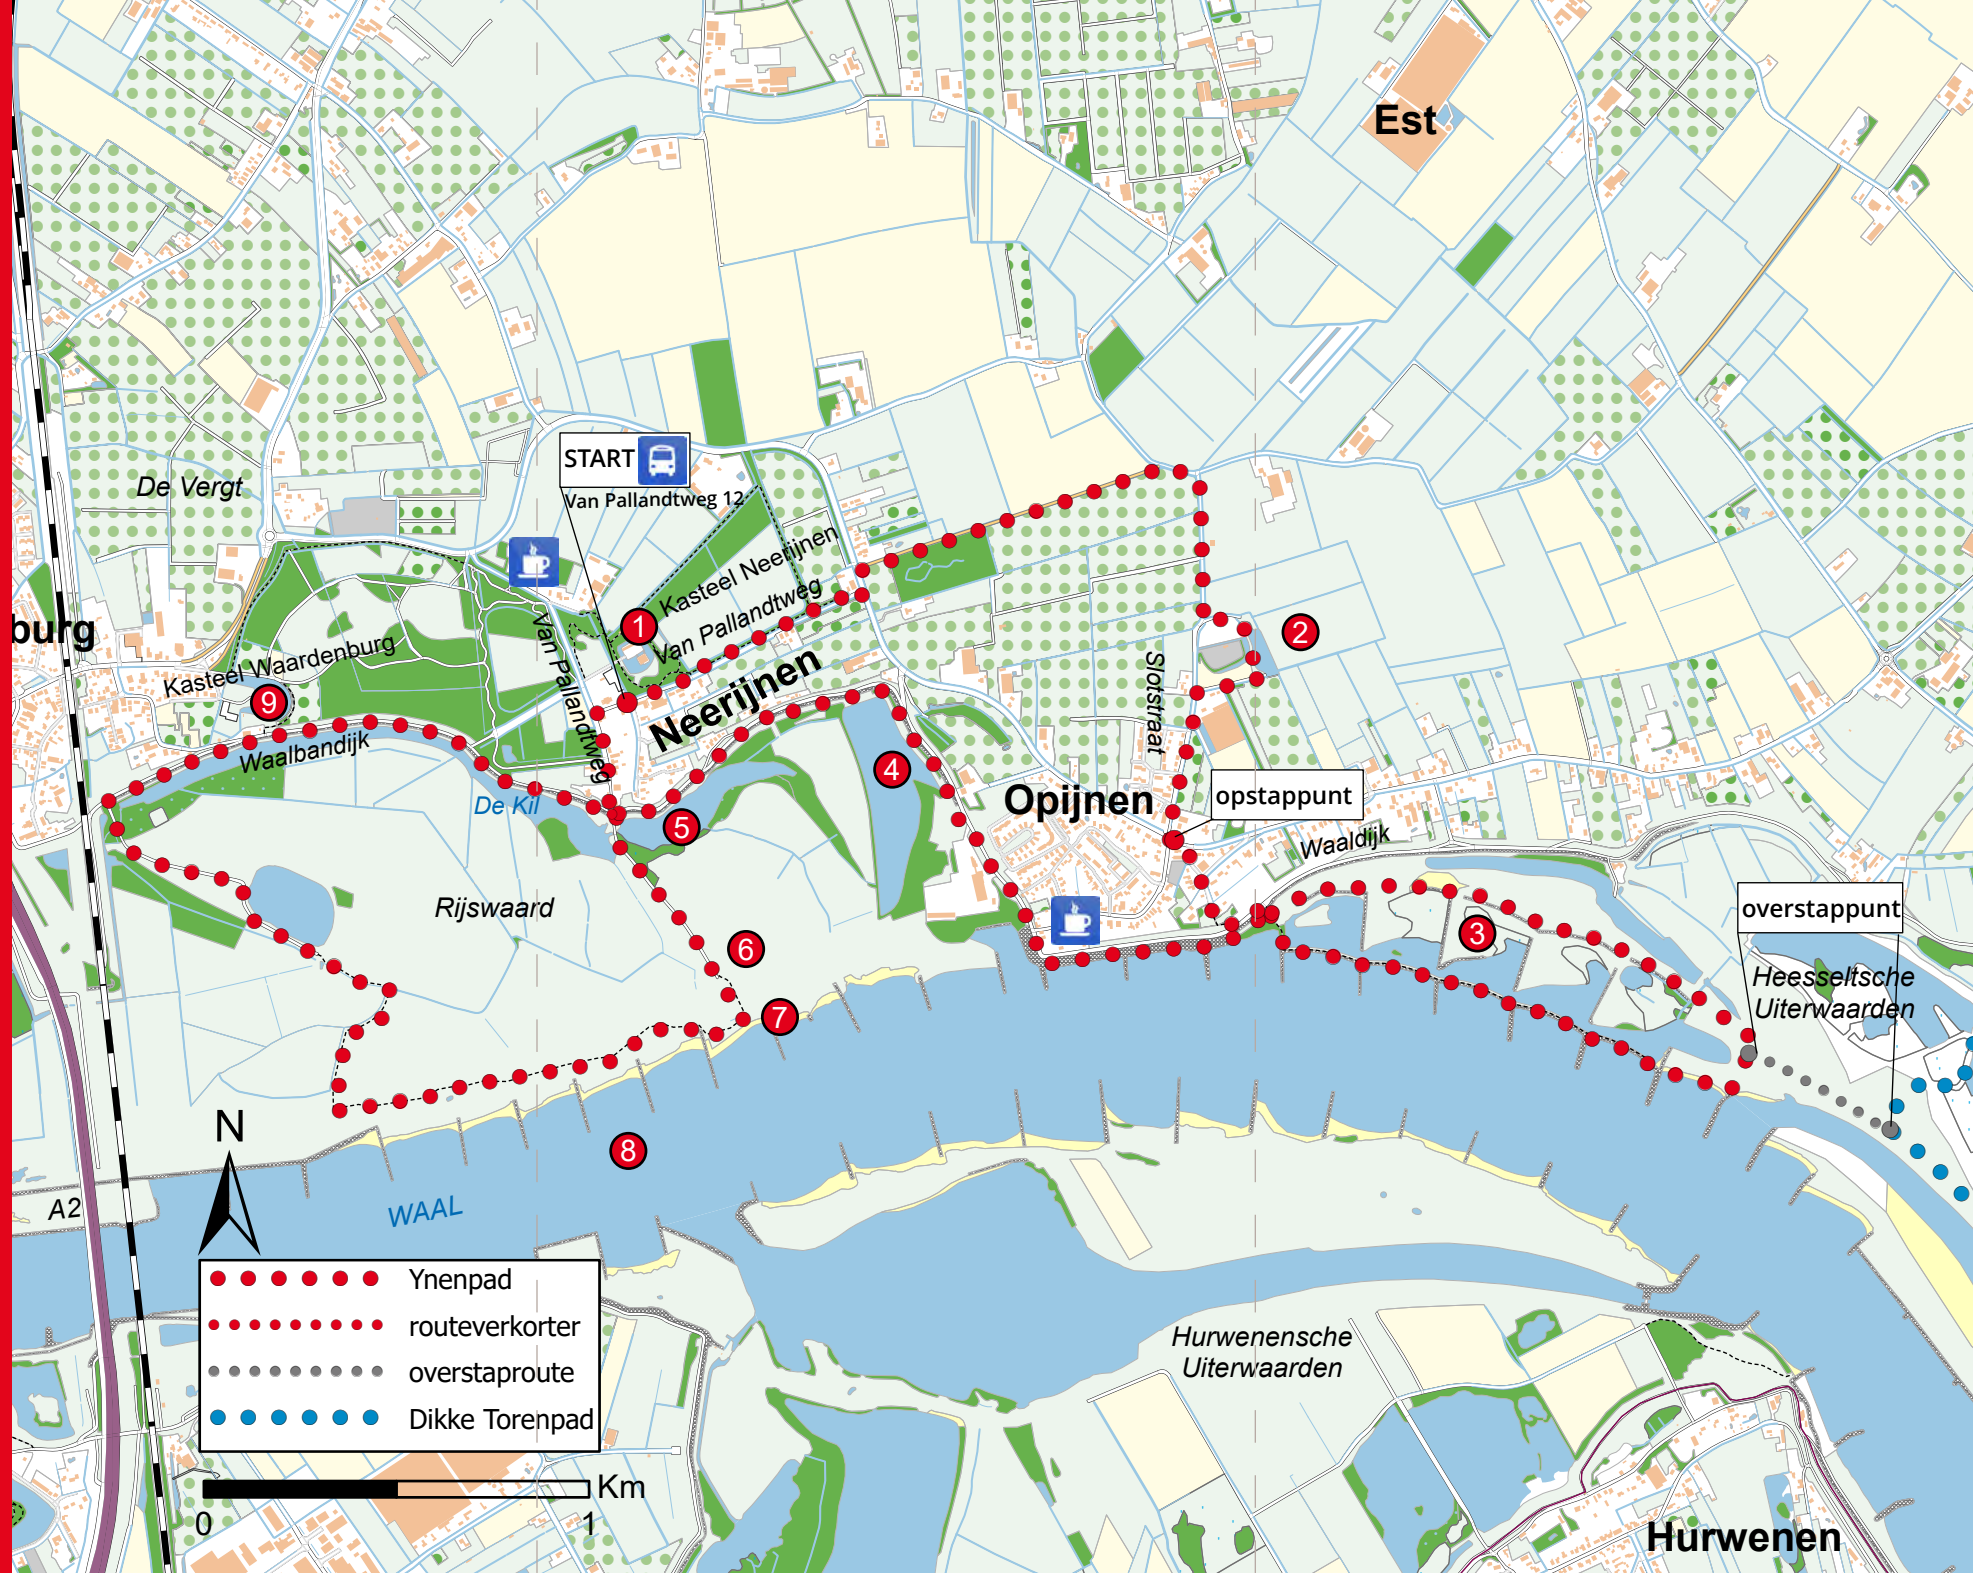 Est
START
Van Pallandtweg 12
De Vergt
Kasteel Neerijnen
Van Pallandtweg
1
2
burg
Kasteel Waardenburg
Van Pallandtweg
Neerijnen
Slotstraat
9
Waalbandijk
De Kil
4
5
Opijnen
opstappunt
Waaldijk
Rijswaard
overstappunt
3
6
Heesseltsche
Uiterwaarden
7
N
8
A2
WAAL
Ynenpad
routeverkorter
overstaproute
Dikke Torenpad
Hurwenensche
Uiterwaarden
Km
0
1
Hurwenen